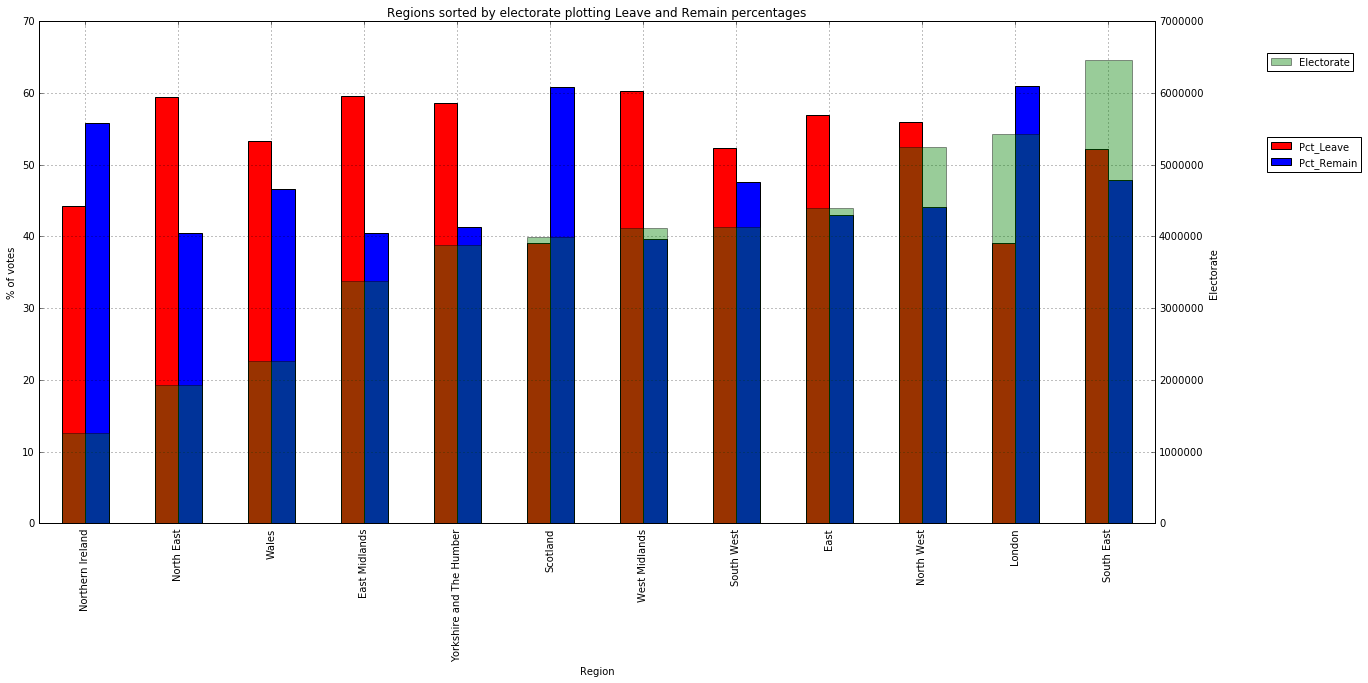 Regions sorted by electorate plotting Leave and Remain percentages
70
60
50
40
30
20
10
0
% of votes
7000000
6000000
5000000
4000000
3000000
2000000
1000000
0
Electorate
Electorate
Pct_Leave
Pct_Remain
Northern Ireland
North East
Wales
East Midlands
Yorkshire and The Humber
Scotland
West Midlands
South West
East
North West
London
South East
Region